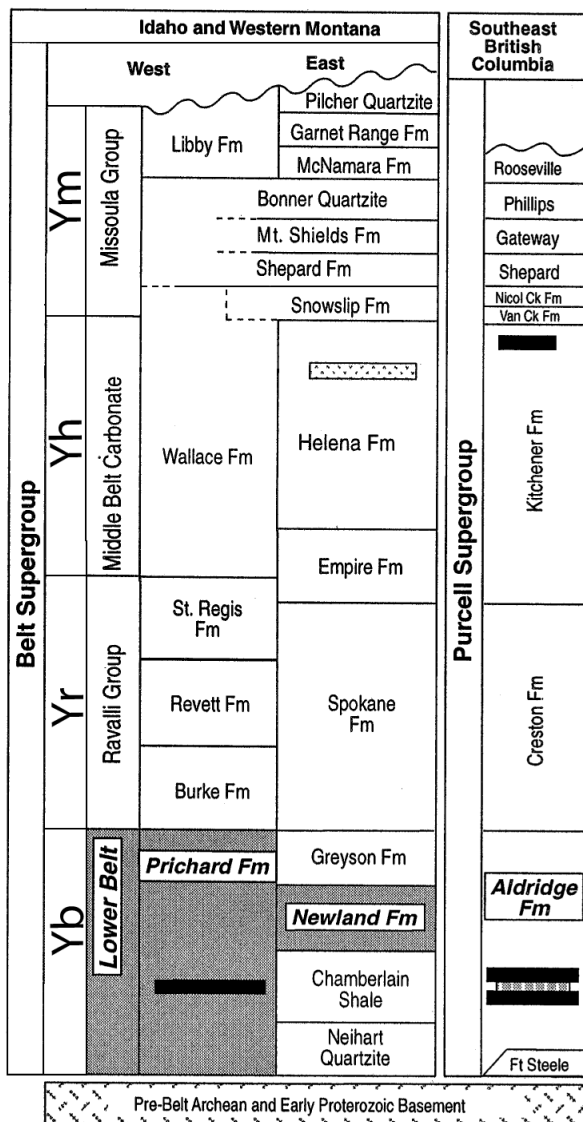 Idaho and Western Montana
West
East
Southeast
British
Columbia
Belt Supergroup
Ym
Missoula Group
Libby Fm
Pilcher Quartzite
Garnet Range Fm
McNamara Fm
Bonner Quartzite
Mt. Shields Fm
Shepard Fm
Snowslip Fm
Yh
Middle Belt Carbonate
Wallace Fm
Helena Fm
Empire Fm
Yr
Ravalli Group
St. Regis
Fm
Revett Fm
Burke Fm
Spokane
Fm
Yb
Lower Belt
Prichard Fm
Greyson Fm
Newland Fm
Chamberlain
Shale
Neihart
Quartzite
Purcell Supergroup
Rooseville
Phillips
Gateway
Shepard
Nicol Ck Fm
Van Ck Fm
Kitchener Fm
Creston Fm
Aldridge
Fm
Ft Steele
Pre-Belt Archean and Early Proterozoic Basement